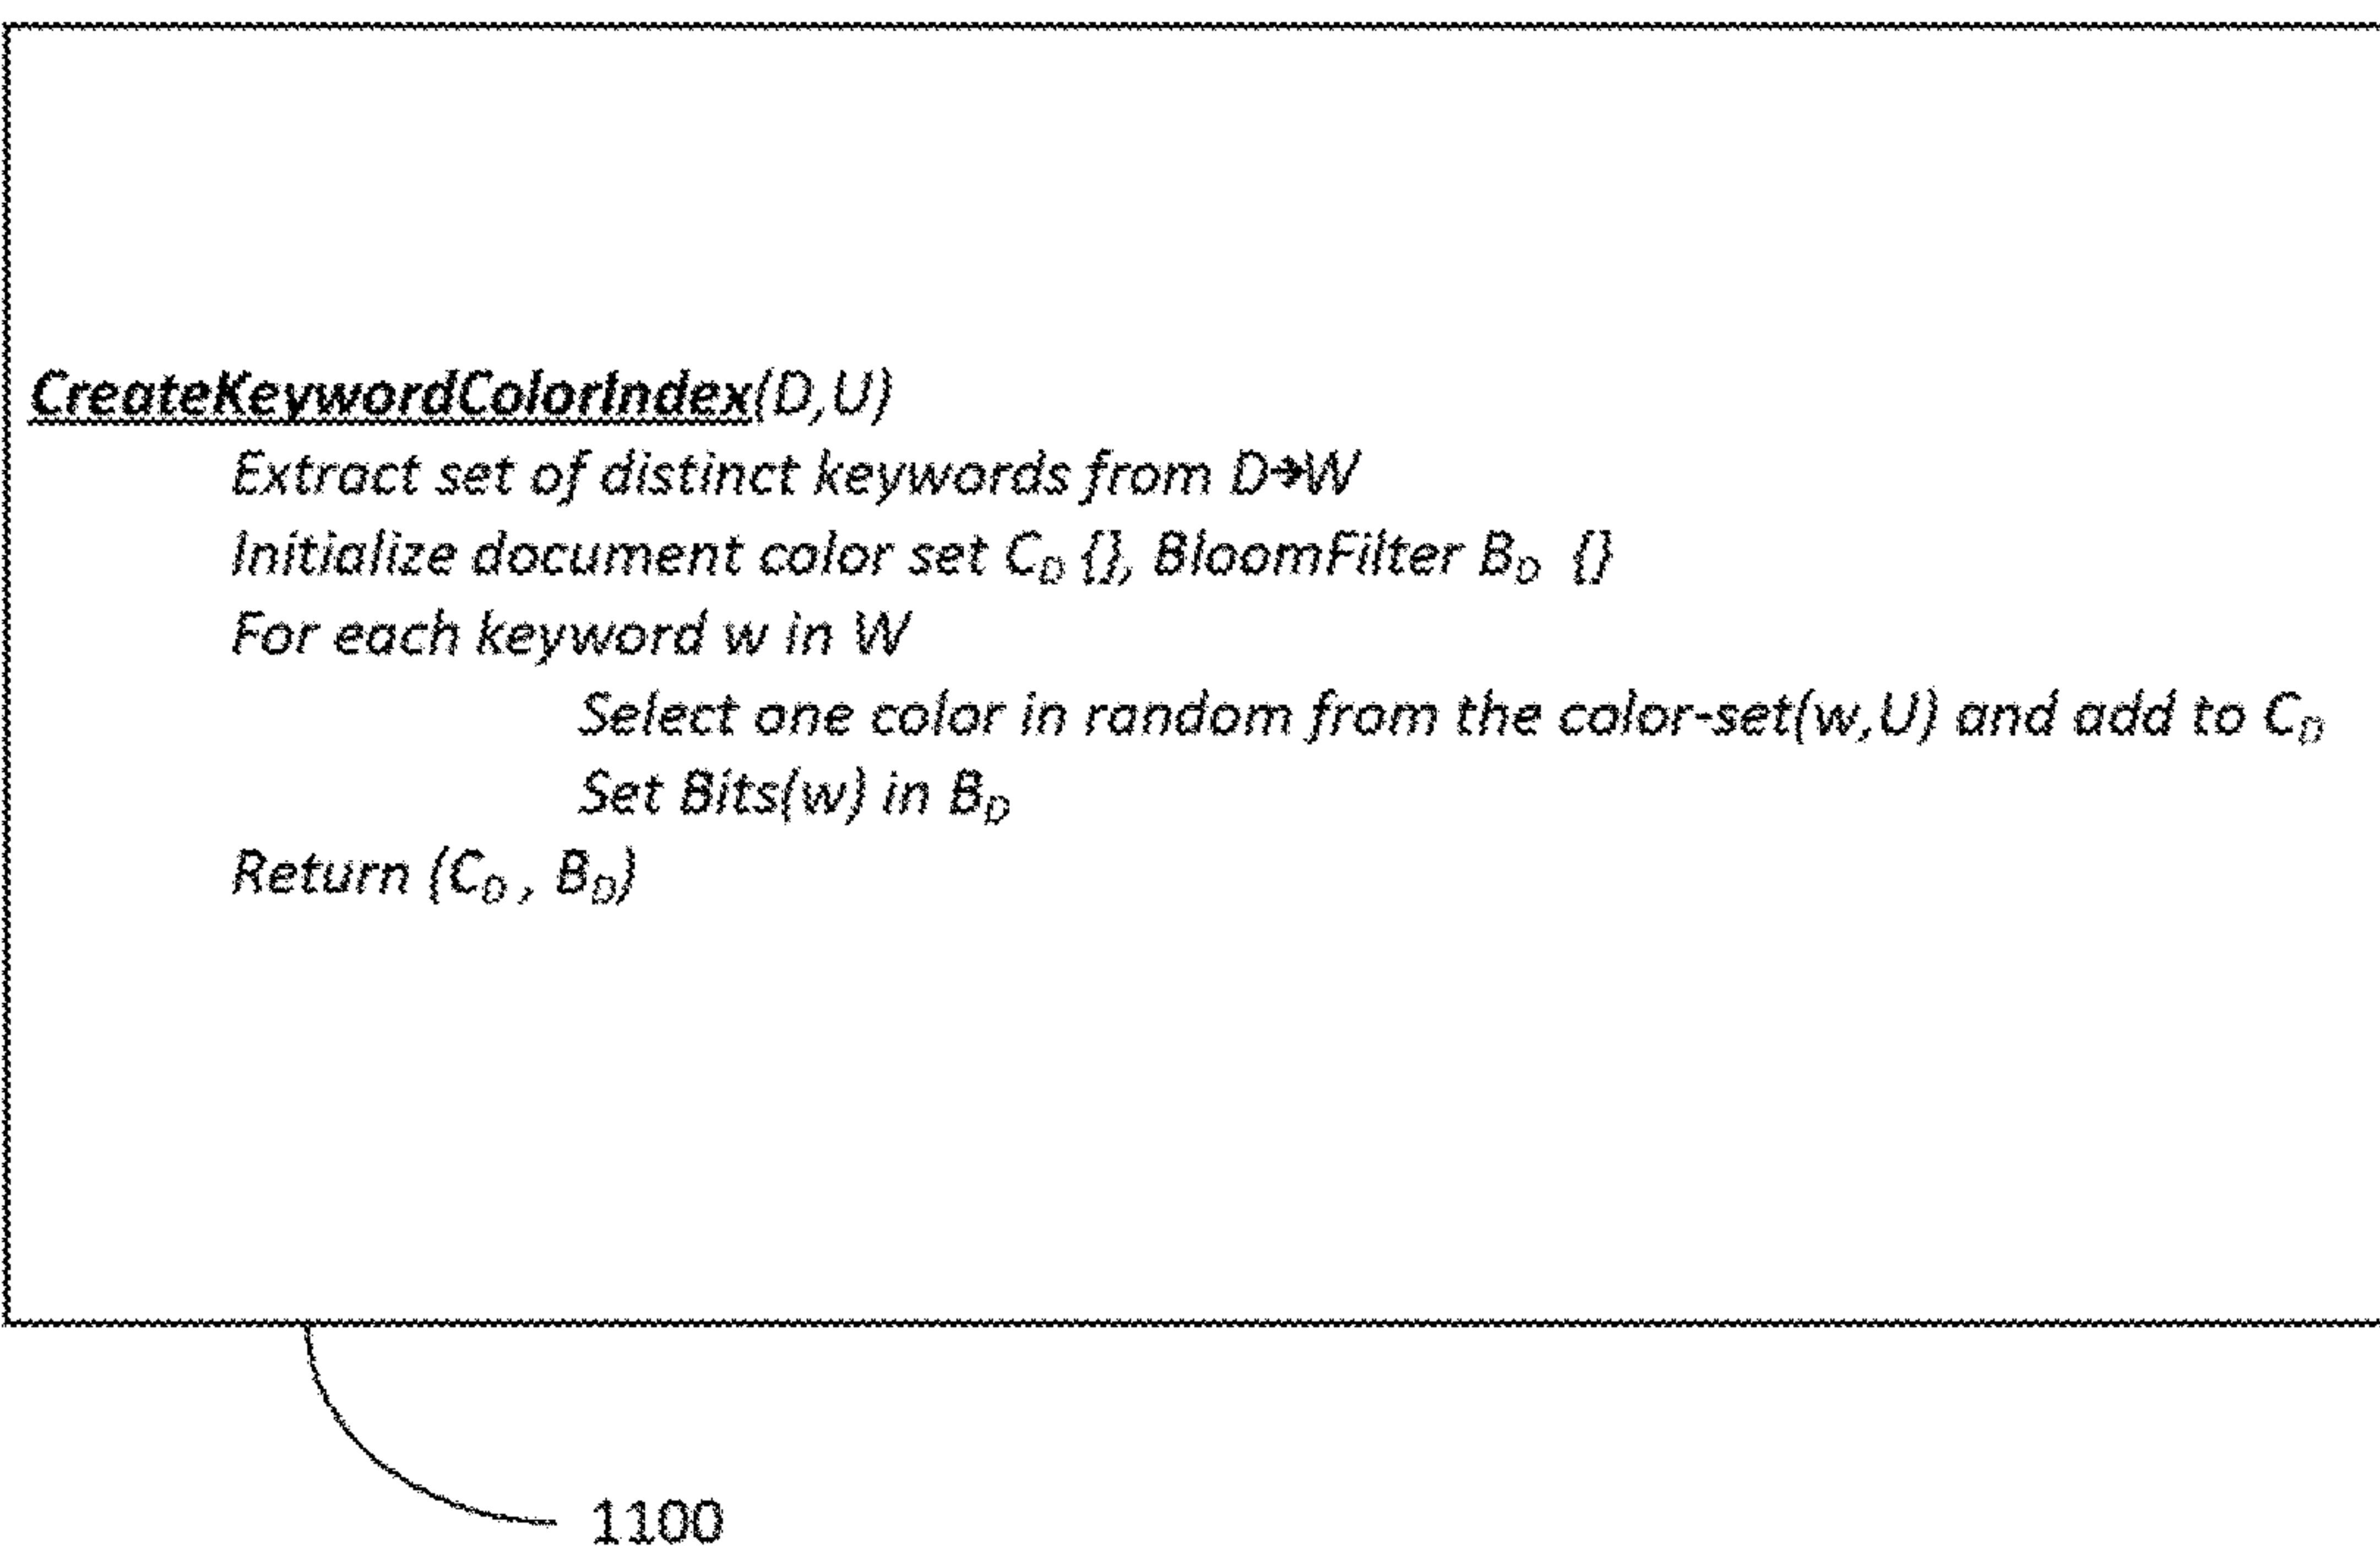 CreateKeywordColorIndex(D,U)
Extract set of distinct keywords from D→W
Initialize document color set C_D {}, BloomFilter B_D {}
For each keyword w in W
Select one color in random from the color-set(w,U) and add to C_D
Set Bits(w) in B_D
Return (C_D , B_D)
1100